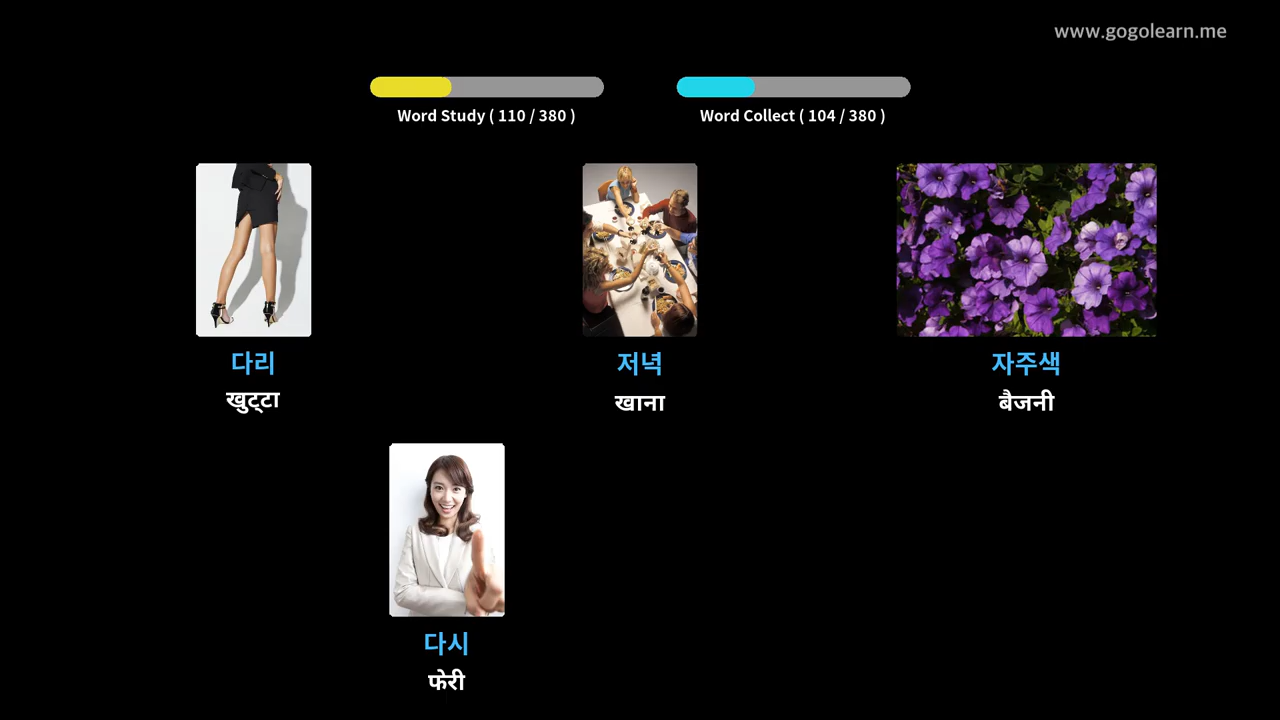 www.gogolearn.me
Word Study ( 110 / 380 )
Word Collect ( 104 / 380 )
다리
खुट्टा
저녁
खाना
자주색
बैजनी
다시
फेरी